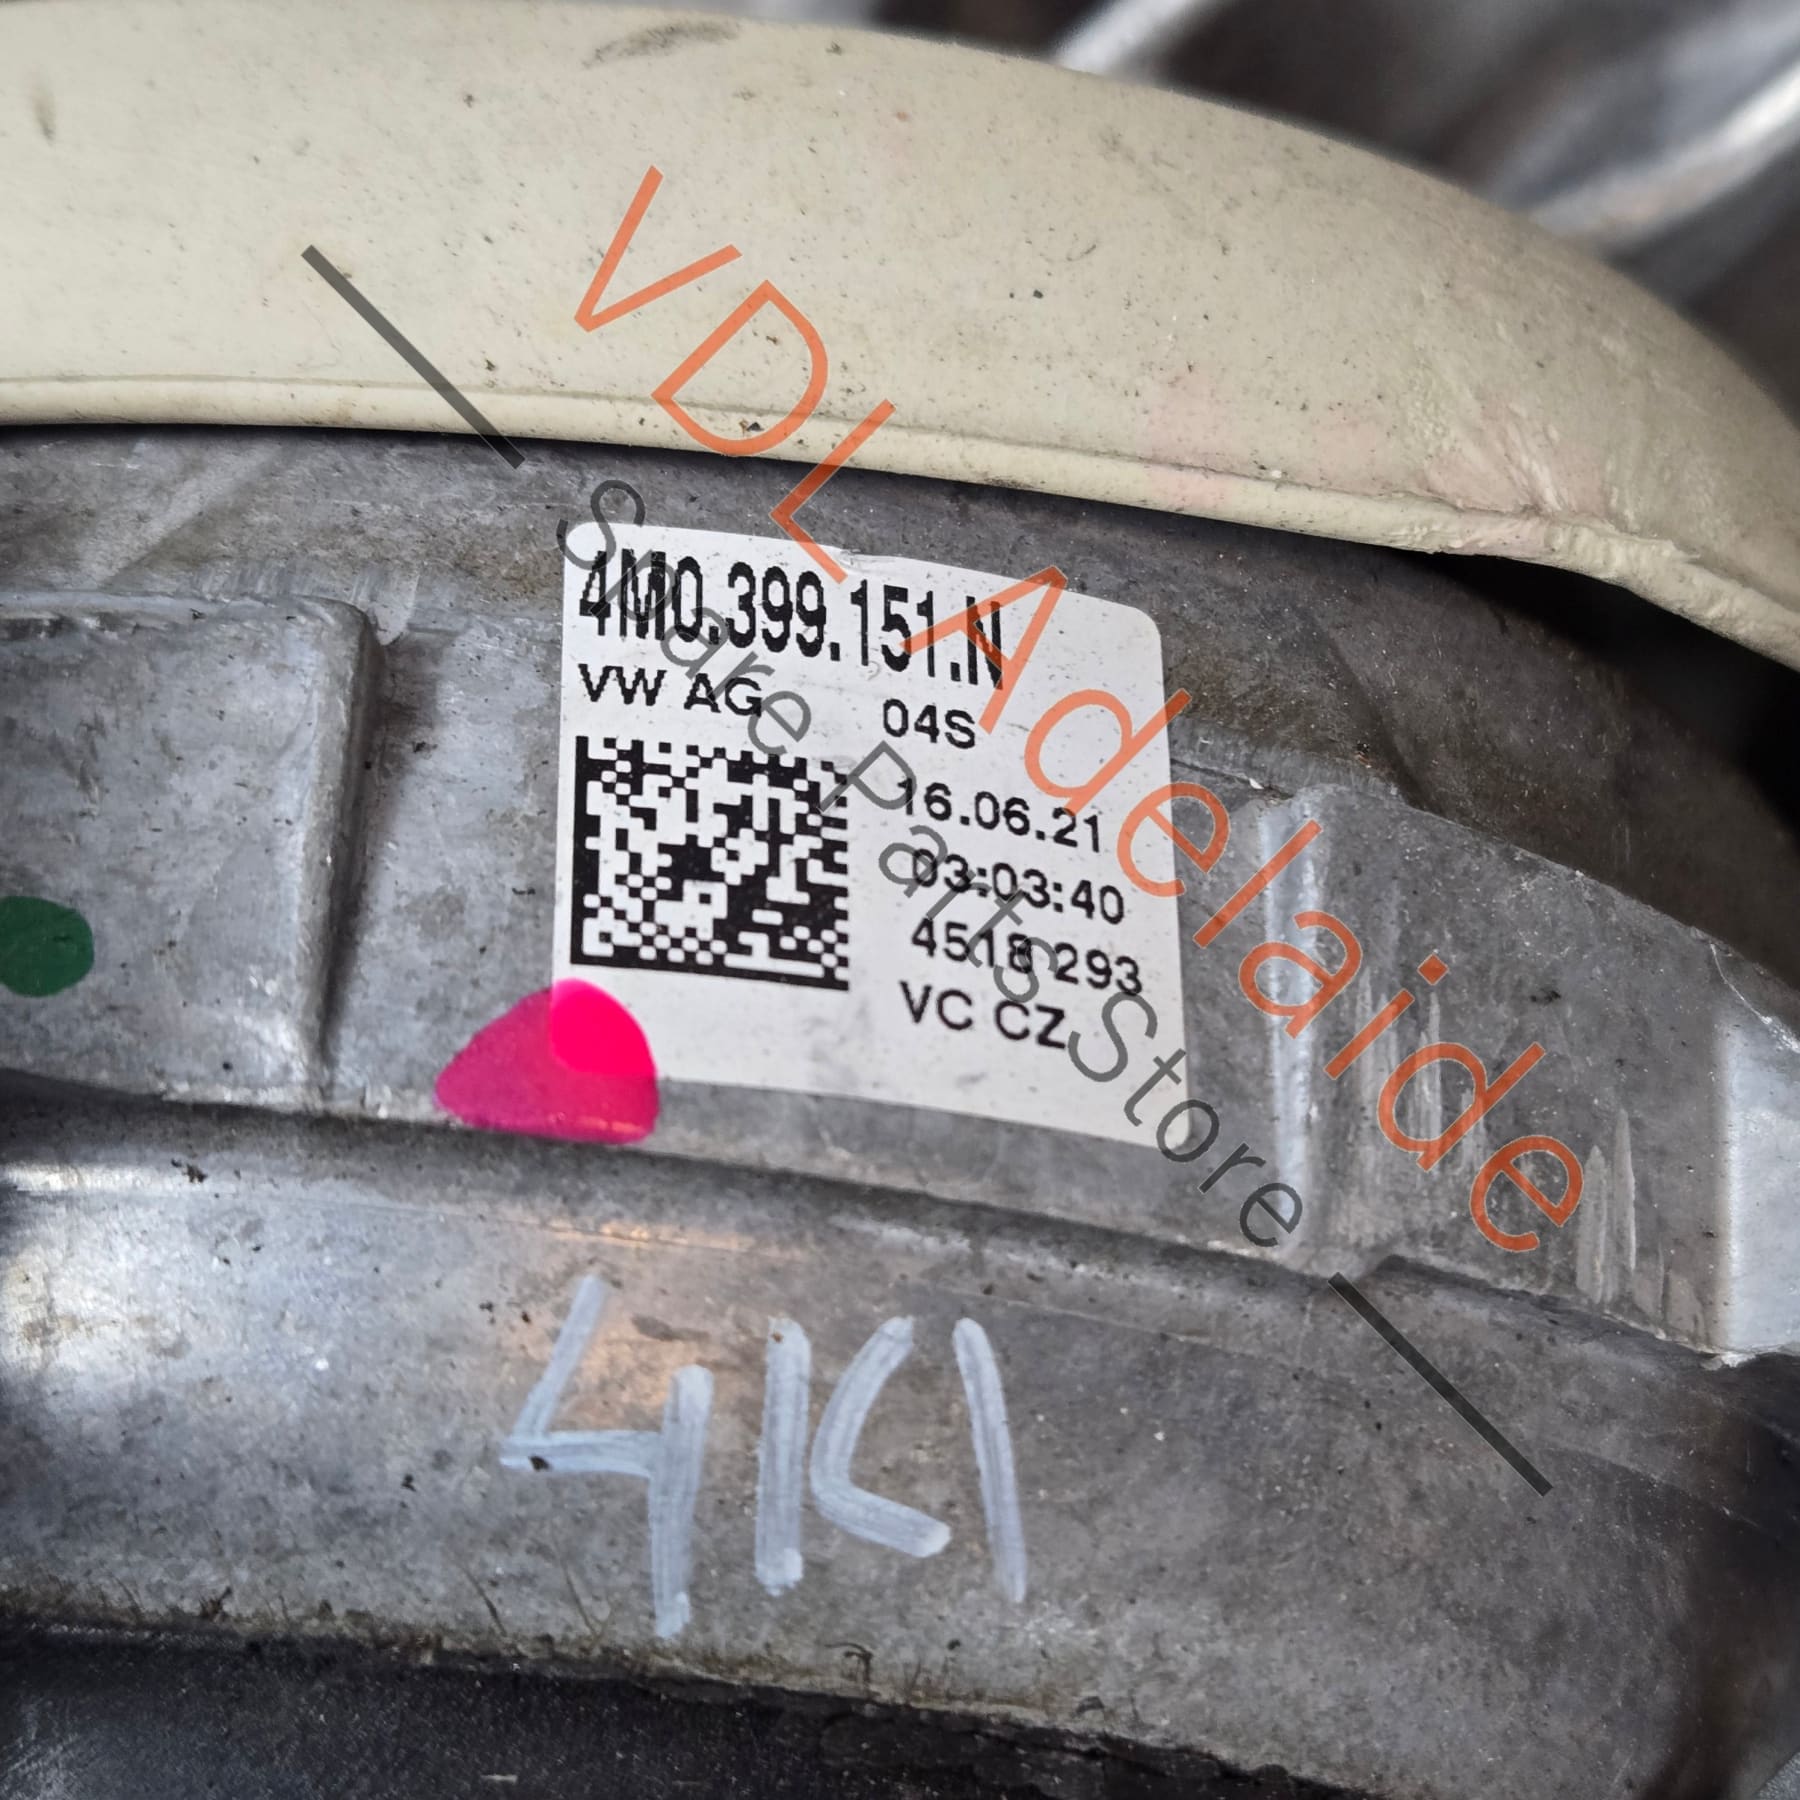 VDL Adelaide
Spare Parts Store
4M0.399.151.N
VW AG 04S
16.06.21
03:03:40
4518 293
VC CZ
4K1